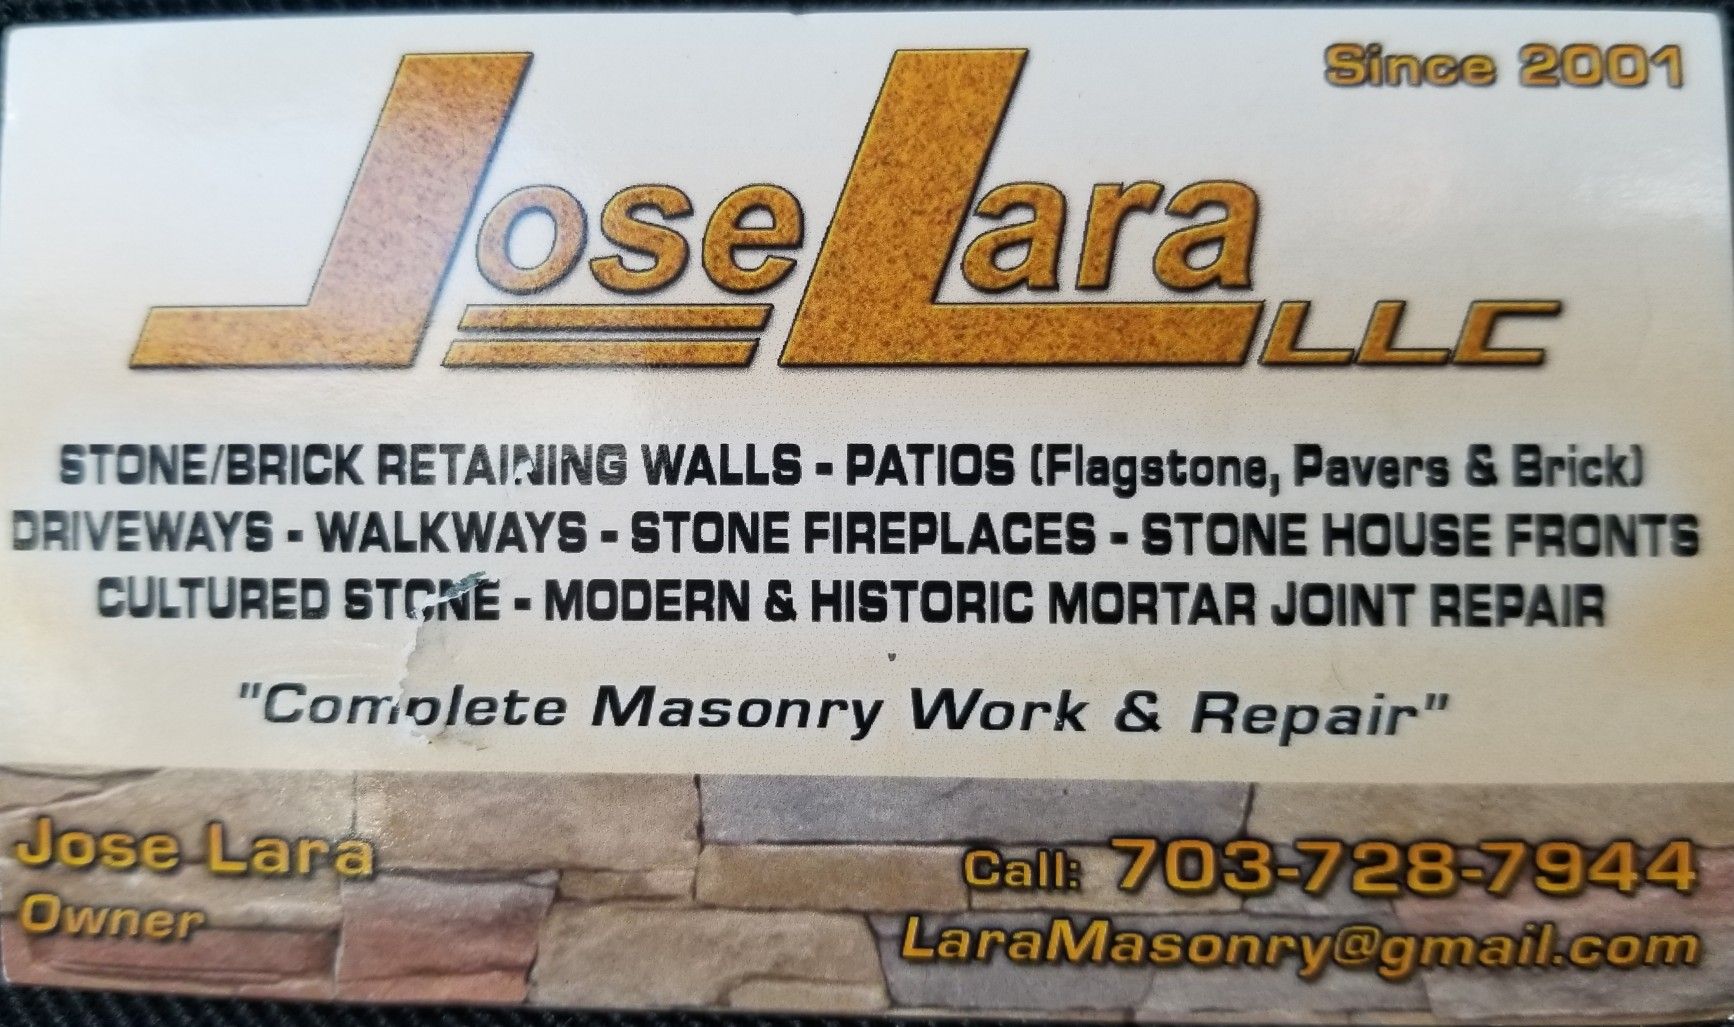 Since 2001
Jose Lara LLC
STONE/BRICK RETAINING WALLS - PATIOS (Flagstone, Pavers & Brick)
DRIVEWAYS - WALKWAYS - STONE FIREPLACES - STONE HOUSE FRONTS
CULTURED STONE - MODERN & HISTORIC MORTAR JOINT REPAIR
"Complete Masonry Work & Repair"
Jose Lara
Owner
Call: 703-728-7944
LaraMasonry@gmail.com